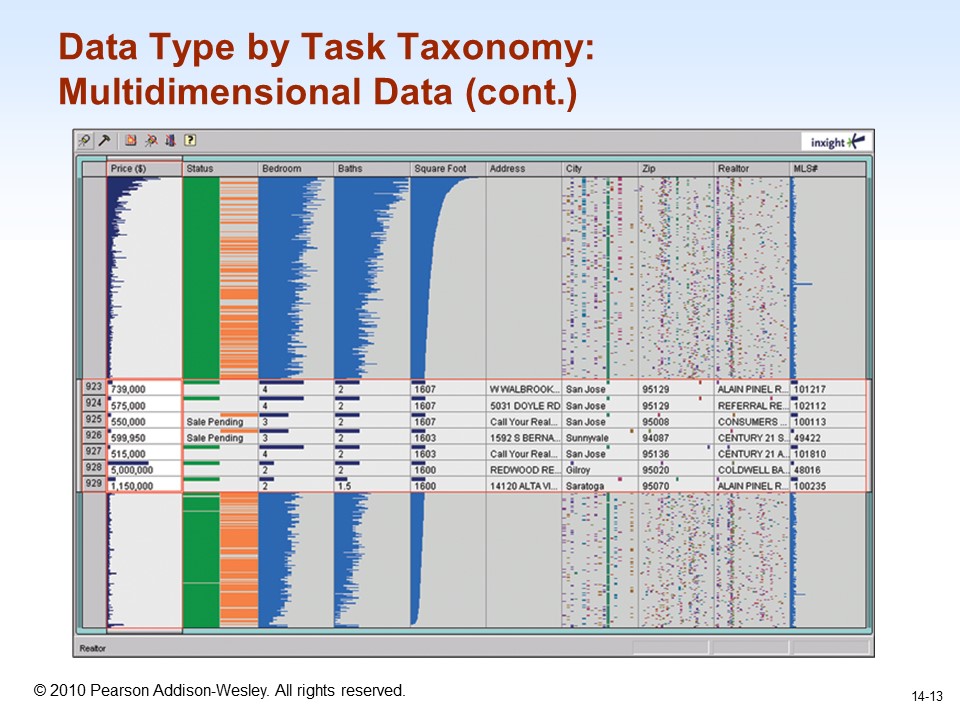 Data Type by Task Taxonomy:
Multidimensional Data (cont.)
inxight
Price ($) Status Bedroom Baths Square Foot Address City Zip Realtor MLS#
923 739,000 4 2 1607 W WALBROOK... San Jose 95129 ALAIN PINEL R... 101217
924 575,000 4 2 1607 5031 DOYLE RD San Jose 95129 REFERRAL RE... 102112
925 550,000 Sale Pending 3 2 1607 Call Your Real... San Jose 95008 CONSUMERS ... 100113
926 599,950 Sale Pending 3 2 1603 1592 S BERNA... Sunnyvale 94087 CENTURY 21 S... 49422
927 515,000 4 2 1603 Call Your Real... San Jose 95136 CENTURY 21 A... 101810
928 5,000,000 2 2 1600 REDWOOD RE... Gilroy 95020 COLDWELL BA... 48016
929 1,150,000 2 1.5 1600 14120 ALTA VI... Saratoga 95070 ALAIN PINEL R... 100235
Realtor
© 2010 Pearson Addison-Wesley. All rights reserved.
14-13